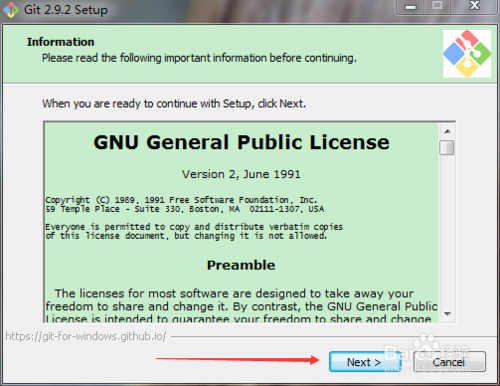 Git 2.9.2 Setup
Information
Please read the following important information before continuing.
When you are ready to continue with Setup, click Next.
GNU General Public License
Version 2, June 1991
Copyright (C) 1989, 1991 Free Software Foundation, Inc.
59 Temple Place - Suite 330, Boston, MA 02111-1307, USA
Everyone is permitted to copy and distribute verbatim copies
of this license document, but changing it is not allowed.
Preamble
The licenses for most software are designed to take away your
freedom to share and change it. By contrast, the GNU General Public
License is intended to guarantee your freedom to share and change
https://git-for-windows.github.io/
Next >
Cancel